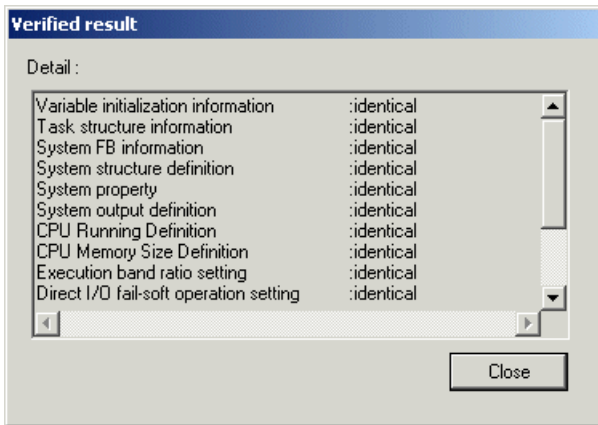 Verified result
Detail :
Variable initialization information :identical
Task structure information :identical
System FB information :identical
System structure definition :identical
System property :identical
System output definition :identical
CPU Running Definition :identical
CPU Memory Size Definition :identical
Execution band ratio setting :identical
Direct I/O fail-soft operation setting :identical
Close